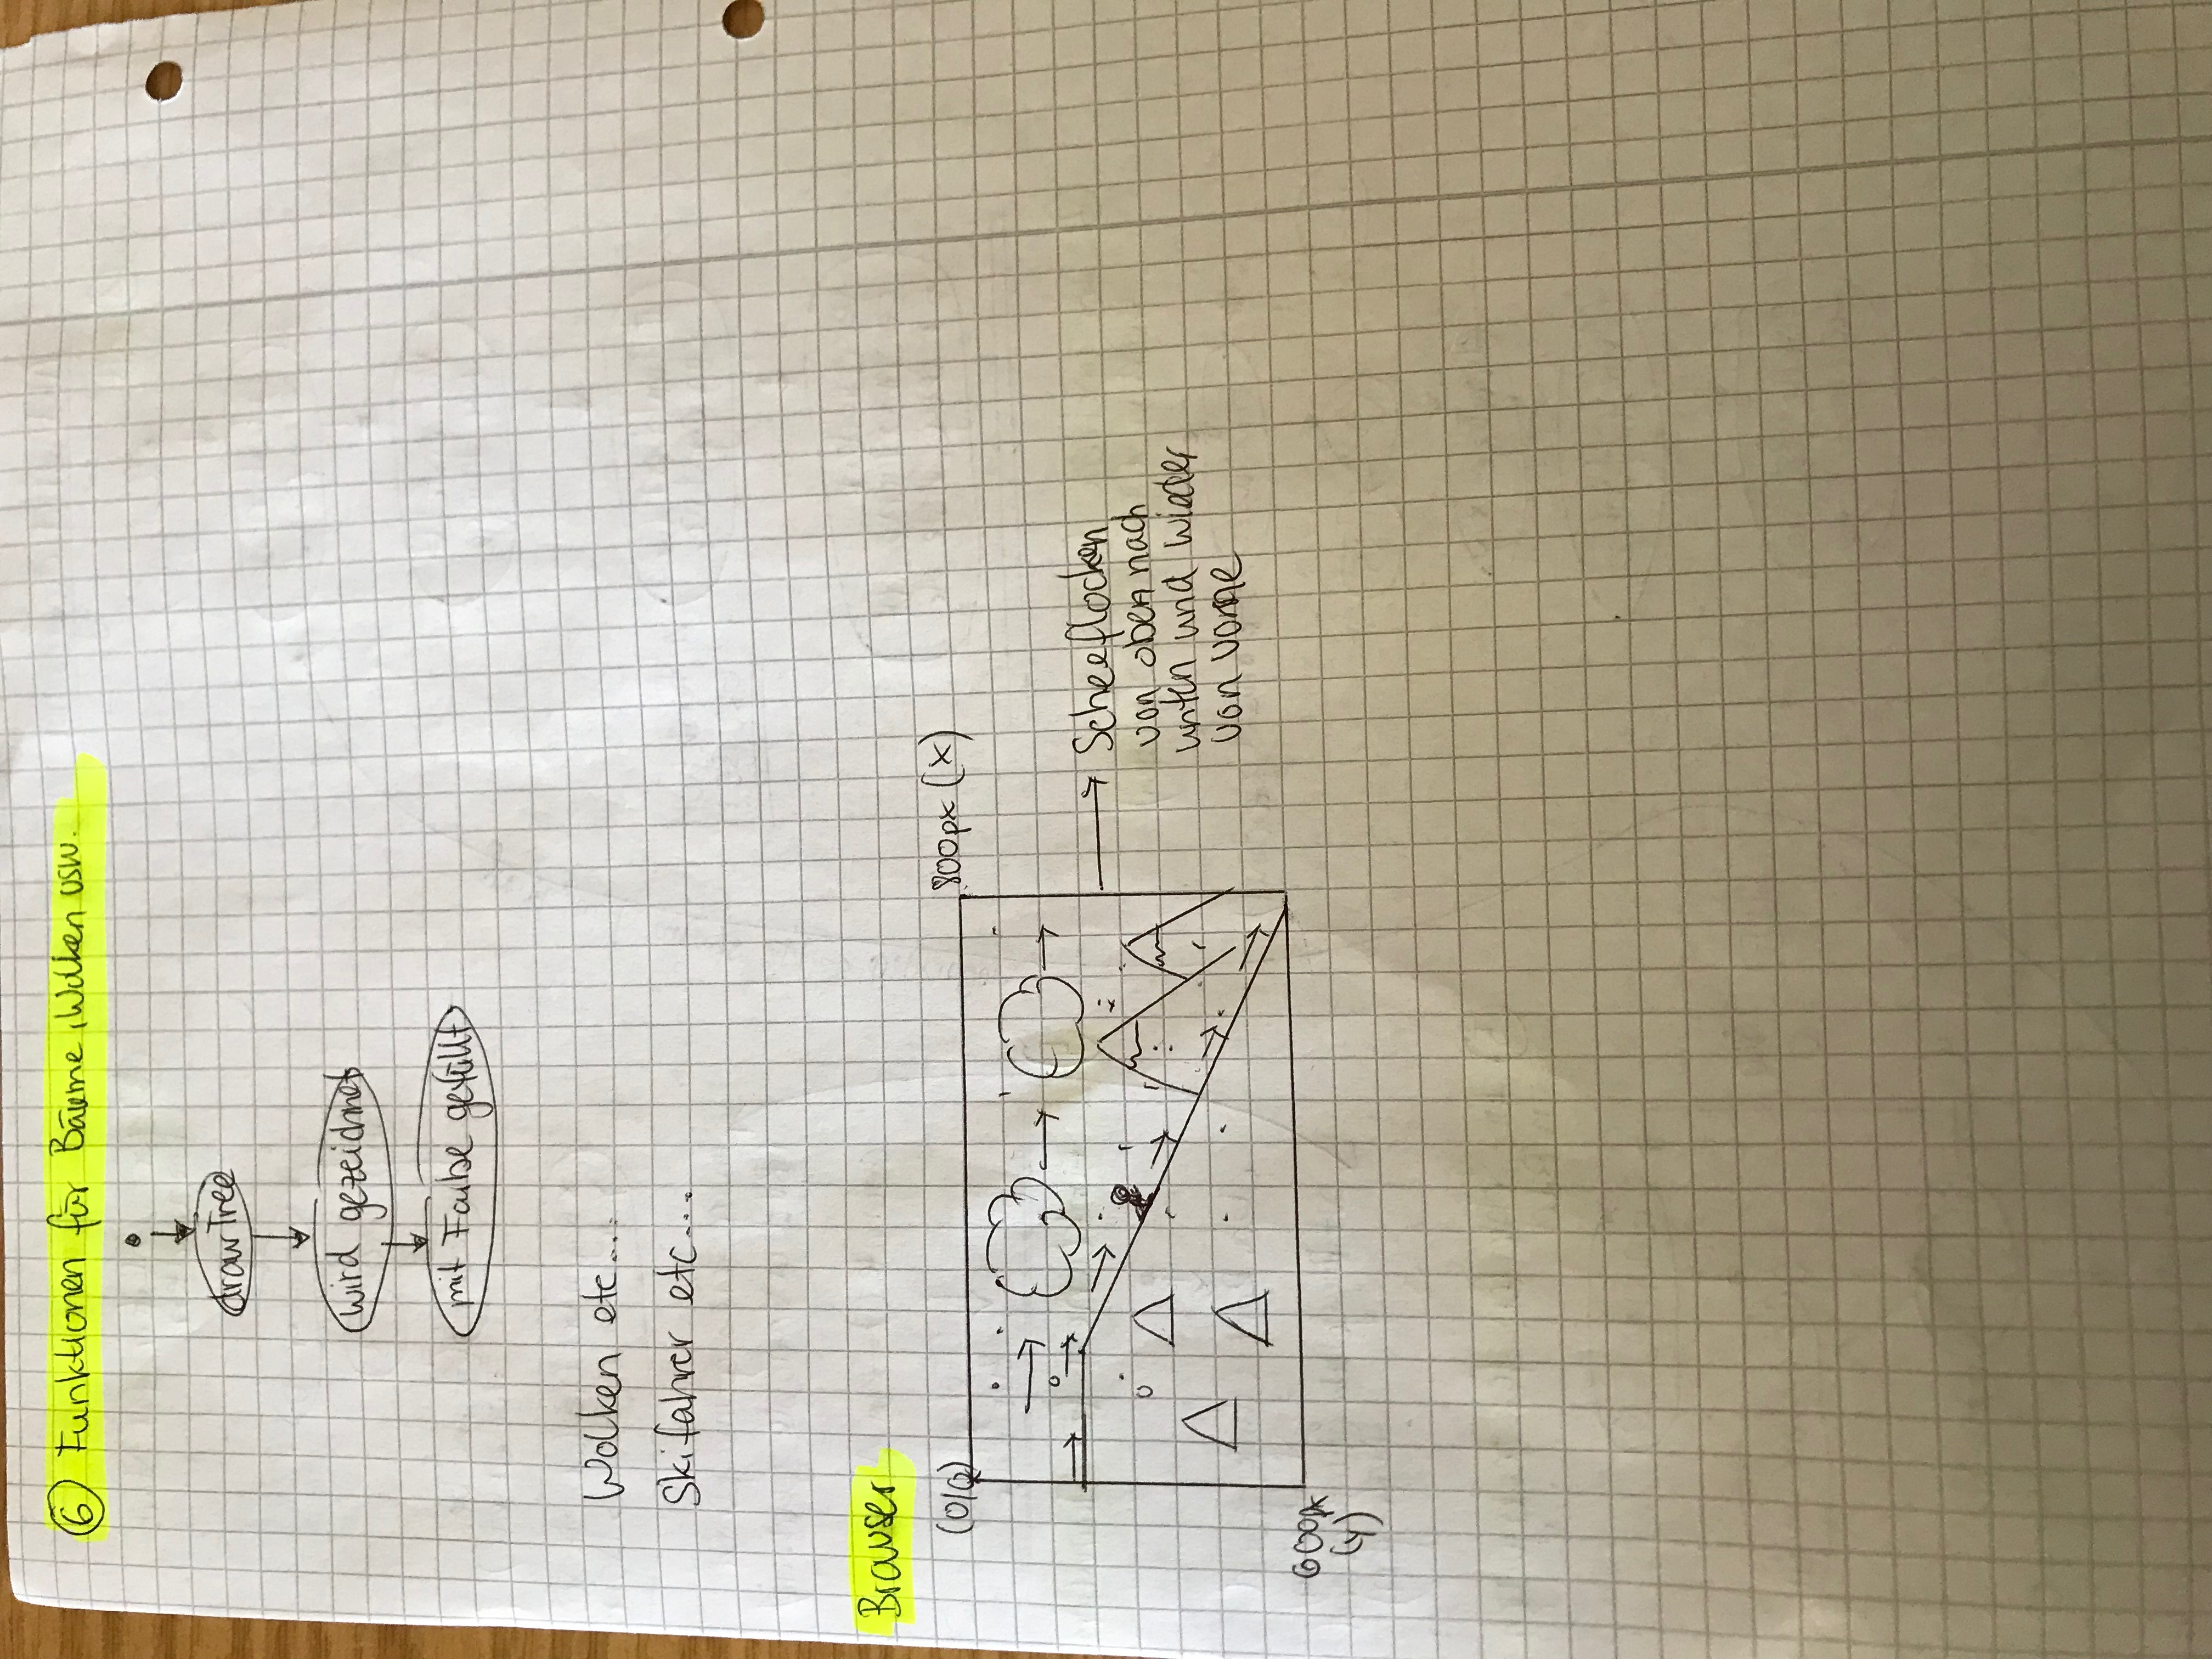 ⑥ Funktionen für Bäume, Wolken usw.
drawTree
wird gezeichnet
mit Farbe gefüllt
Wolken etc....
Skifahrer etc....
Browser
(0/0)
800px (x)
Scheeflocken
von oben nach
unten und wieder
von vorne
600px
(y)